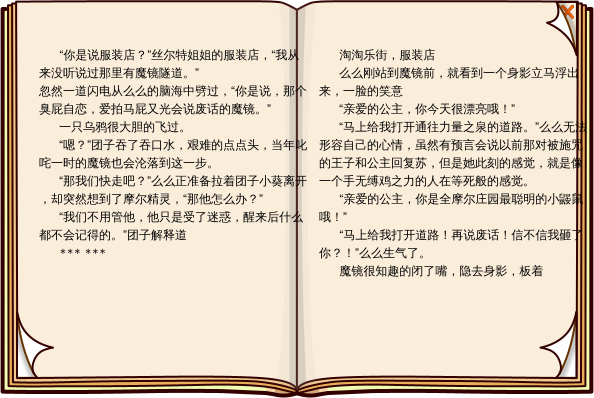 “你是说服装店？”丝尔特姐姐的服装店，“我从
来没听说过那里有魔镜隧道。”
忽然一道闪电从么么的脑海中劈过，“你是说，那个
臭屁自恋，爱拍马屁又光会说废话的魔镜。”
一只乌鸦很大胆的飞过。
“嗯？”团子吞了吞口水，艰难的点点头，当年叱
咤一时的魔镜也会沦落到这一步。
“那我们快走吧？”么么正准备拉着团子小葵离开
，却突然想到了摩尔精灵，“那他怎么办？”
“我们不用管他，他只是受了迷惑，醒来后什么
都不会记得的。”团子解释道
*** ***
淘淘乐街，服装店
么么刚站到魔镜前，就看到一个身影立马浮出
来，一脸的笑意
“亲爱的公主，你今天很漂亮哦！”
“马上给我打开通往力量之泉的道路。”么么无法
形容自己的心情，虽然有预言会说以前那对被施咒
的王子和公主回复苏，但是她此刻的感觉，就是像
一个手无缚鸡之力的人在等死般的感觉。
“亲爱的公主，你是全摩尔庄园最聪明的小鼹鼠
哦！”
“马上给我打开道路！再说废话！信不信我砸了
你？！”么么生气了。
魔镜很知趣的闭了嘴，隐去身影，板着